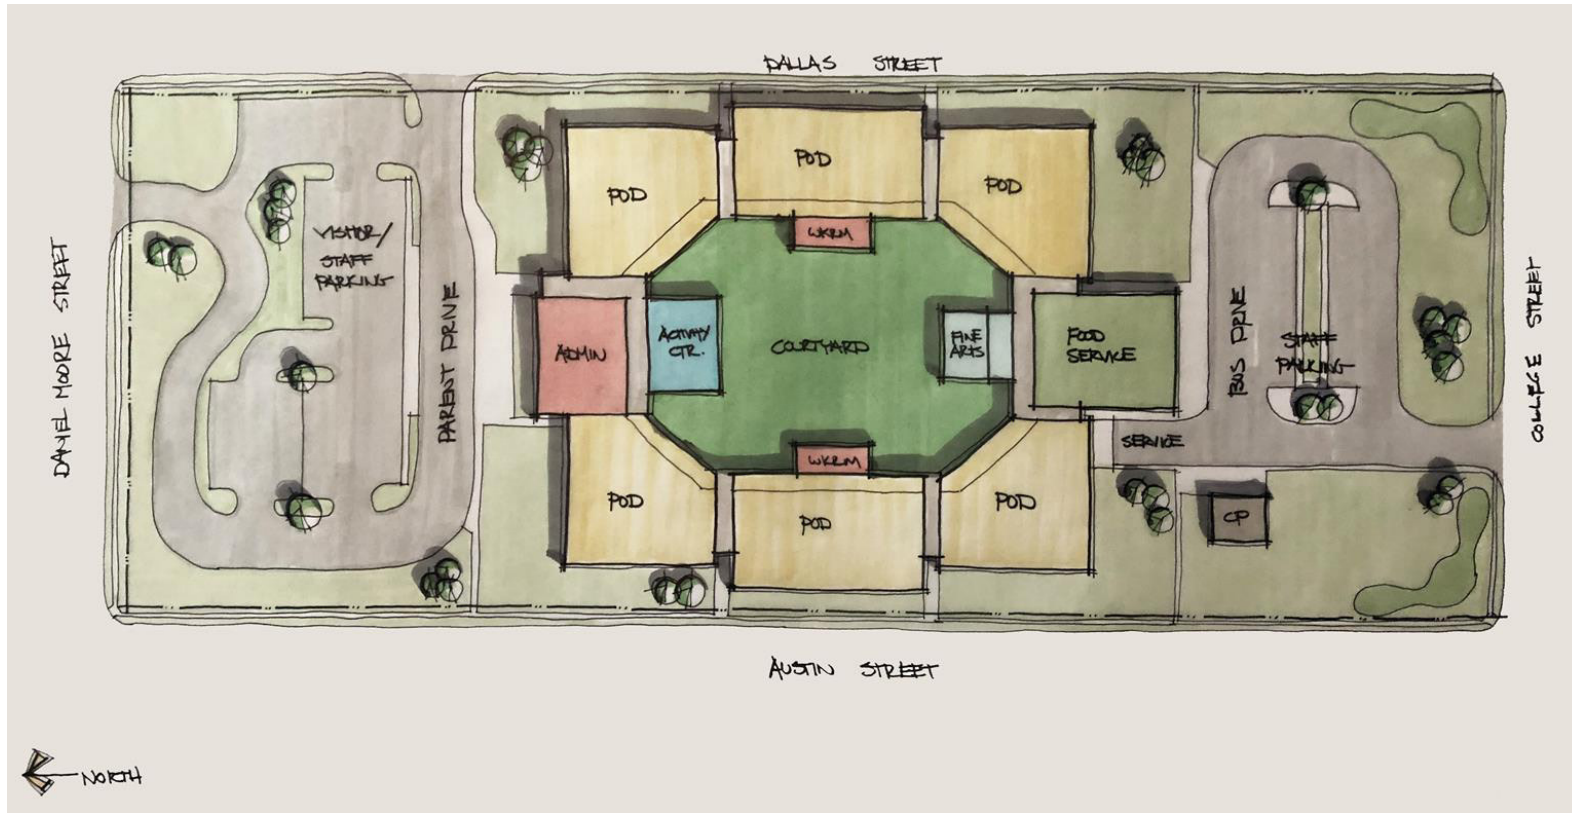 DALLAS STREET
POD
POD
POD
WKRM
DANIEL MOORE STREET
VISITOR/
STAFF
PARKING
PARENT DRIVE
ADMIN
ACTIVITY
CTR.
COURTYARD
FINE
ARTS
FOOD
SERVICE
BUS DRIVE
STAFF
PARKING
COLLEGE STREET
SERVICE
WKRM
POD
POD
POD
CP
AUSTIN STREET
NORTH